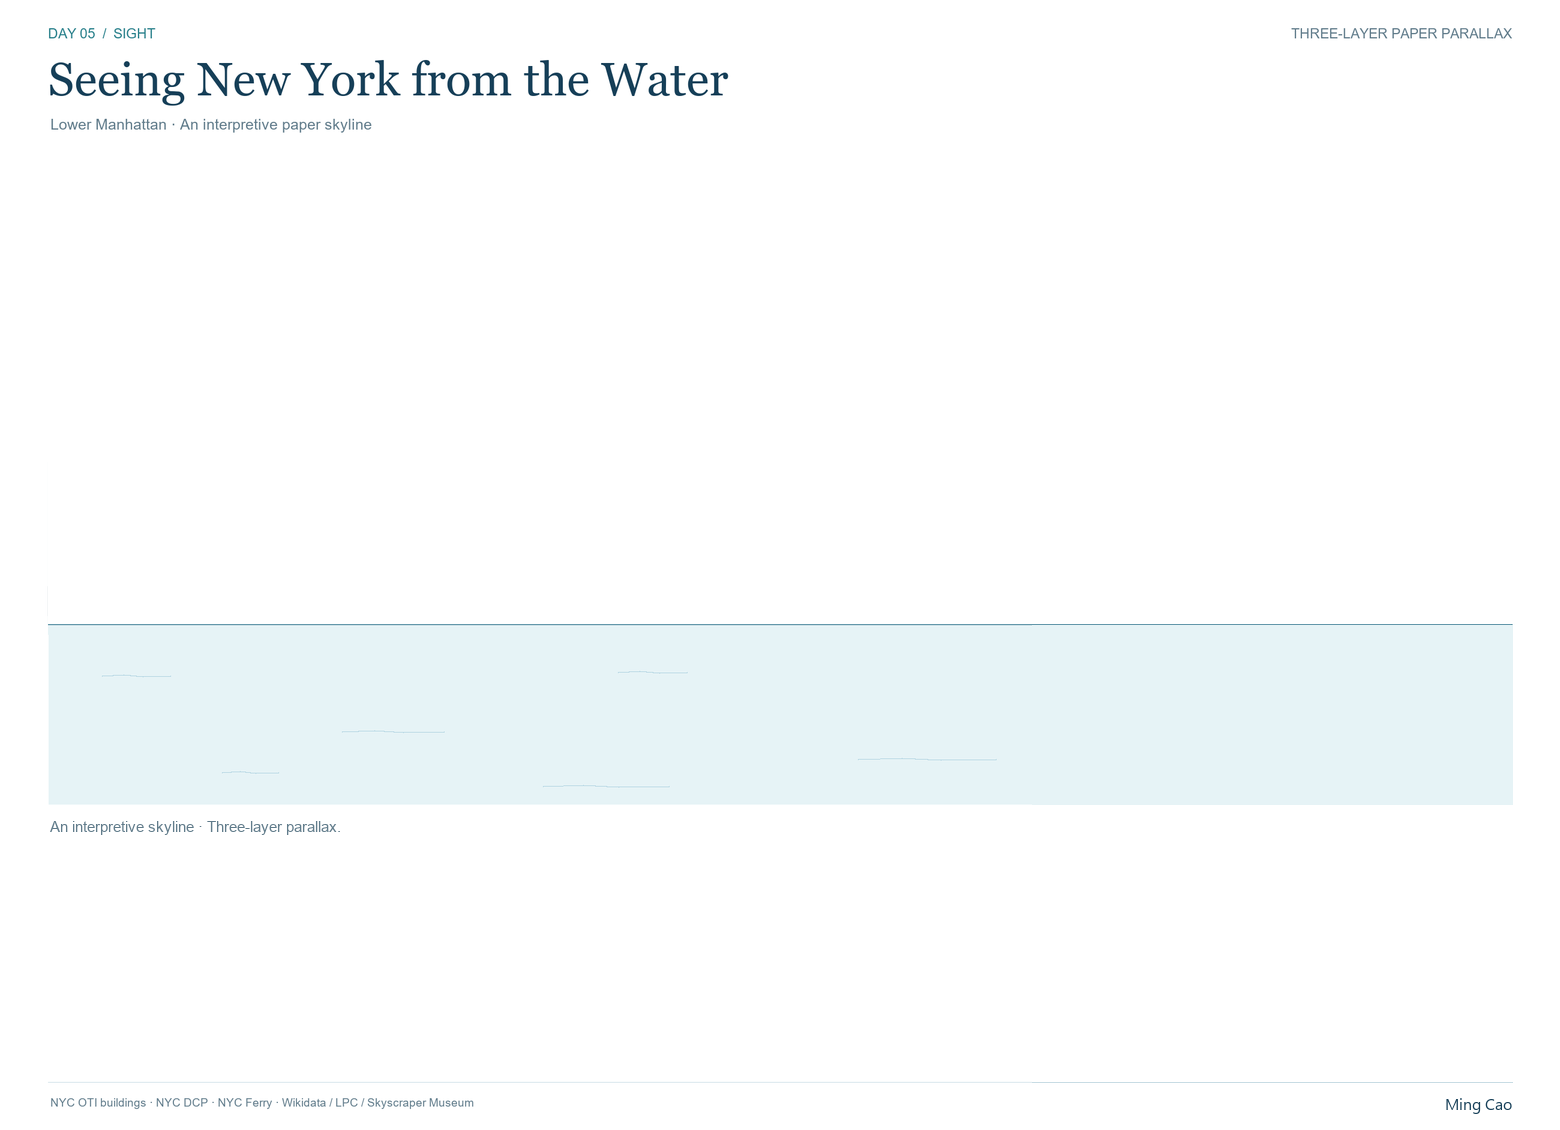 DAY 05 / SIGHT
THREE-LAYER PAPER PARALLAX
Seeing New York from the Water
Lower Manhattan · An interpretive paper skyline
An interpretive skyline · Three-layer parallax.
NYC OTI buildings · NYC DCP · NYC Ferry · Wikidata / LPC / Skyscraper Museum
Ming Cao